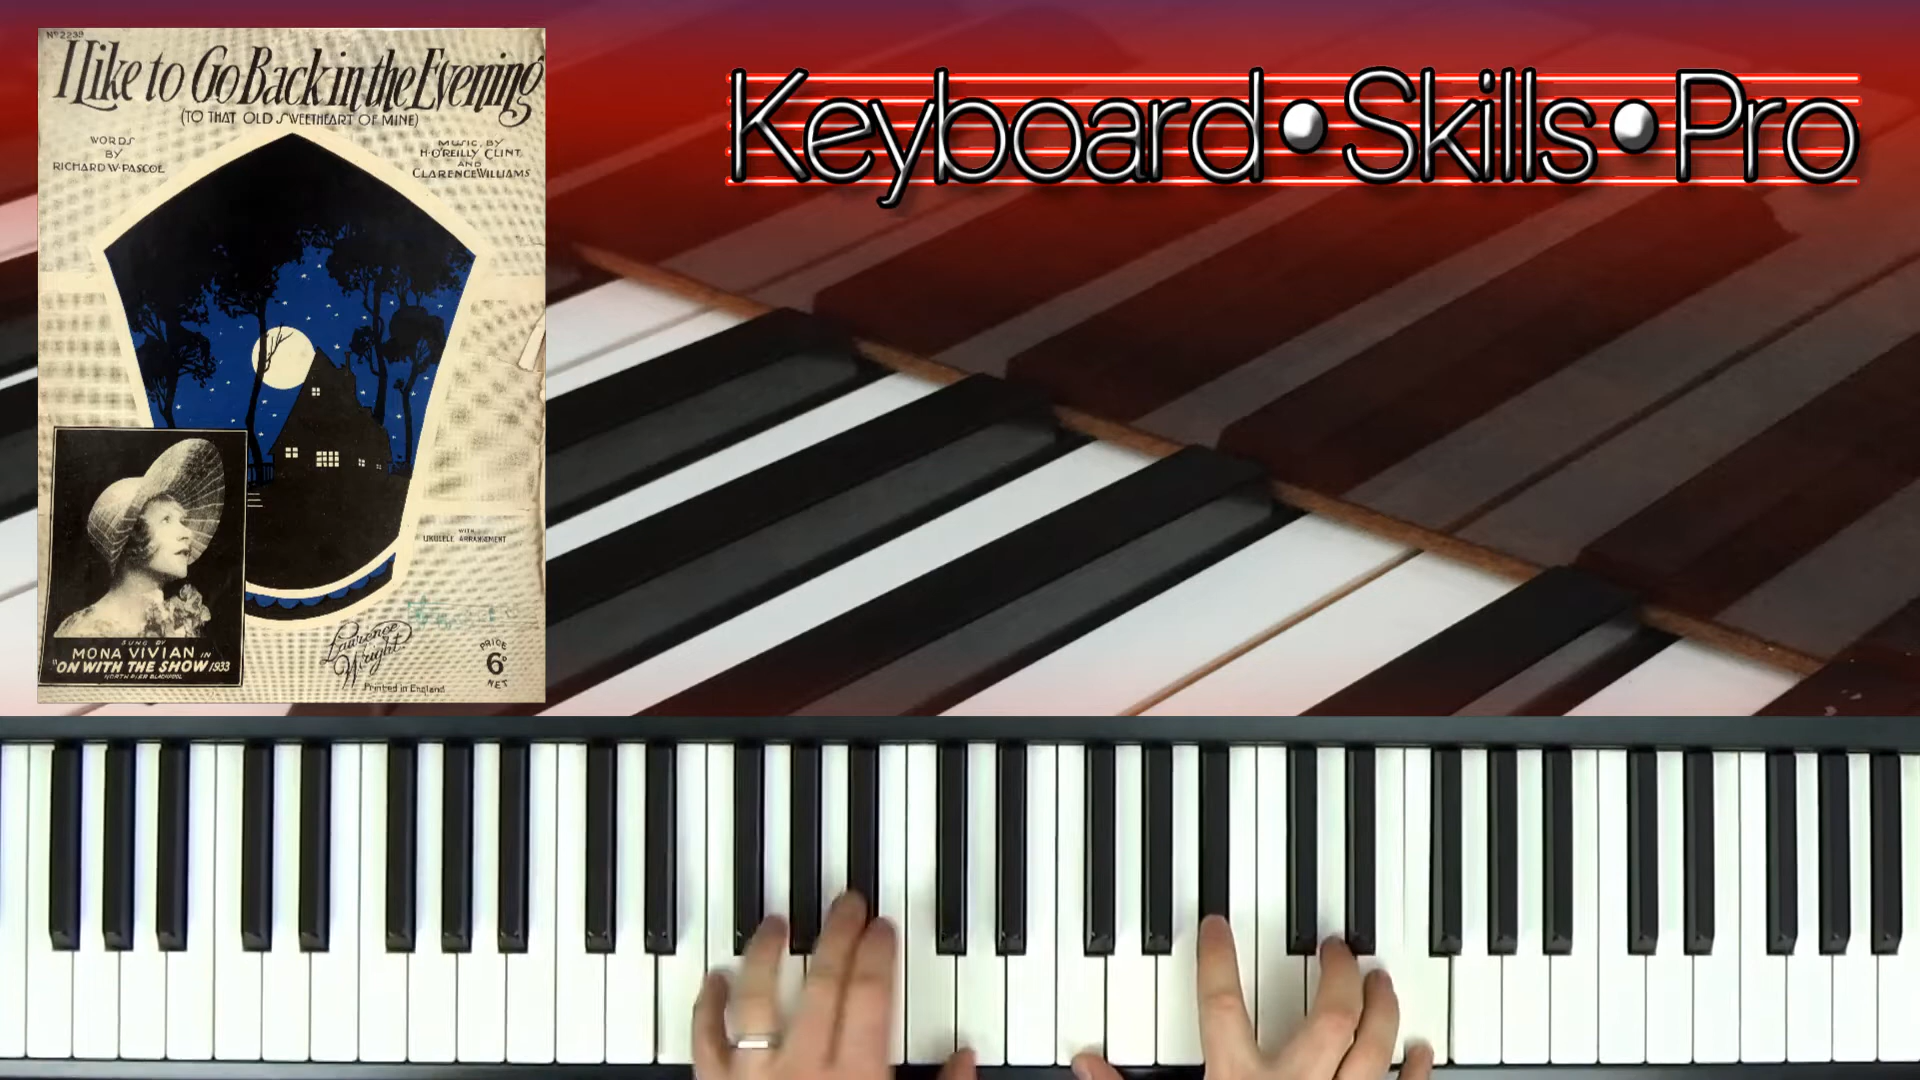 Nº 2239
I Like to Go Back in the Evening
(TO THAT OLD SWEETHEART OF MINE)
WORDS
BY
RICHARD W. PASCOE
MUSIC BY
H. O'REILLY CLINT
AND
CLARENCE WILLIAMS
WITH
UKULELE ARRANGEMENT
SUNG BY
MONA VIVIAN IN
"ON WITH THE SHOW" 1933
NORTH PIER BLACKPOOL
Lawrence
Wright
PRICE
6D
NET
Printed in England
Keyboard•Skills•Pro